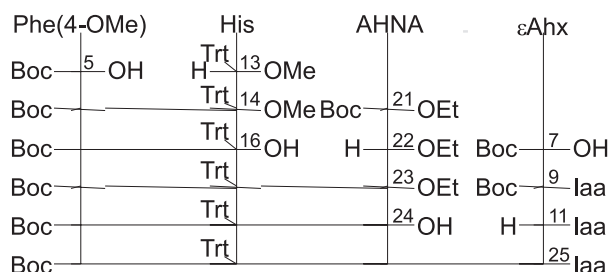 Phe(4-OMe) His AHNA εAhx
Boc 5 OH H Trt 13 OMe
Boc Trt 14 OMe Boc 21 OEt
Boc Trt 16 OH H 22 OEt Boc 7 OH
Boc Trt 23 OEt Boc 9 Iaa
Boc Trt 24 OH H 11 Iaa
Boc Trt 25 Iaa